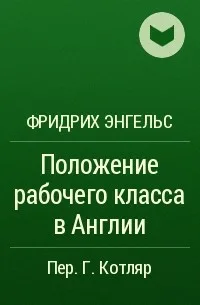 ФРИДРИХ ЭНГЕЛЬС
Положение
рабочего класса
в Англии
Пер. Г. Котляр